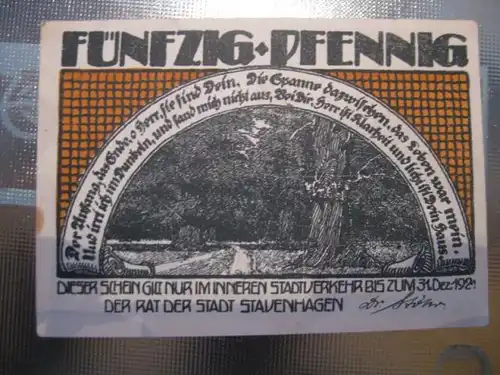 FÜNFZIG · PFENNIG
Der Anfang, das Ende, o Herr, sie sind Dein. Die Spanne dazwischen, das Leben war mein.
Und irrt ich im Dunkeln, und fand mich nicht aus, Bei Dir, Herr ist Klarheit und licht ist Dein Haus.
DIESER SCHEIN GILT NUR IM INNEREN STADTVERKEHR BIS ZUM 31. DEZ. 1921
DER RAT DER STADT STAVENHAGEN
Dr.